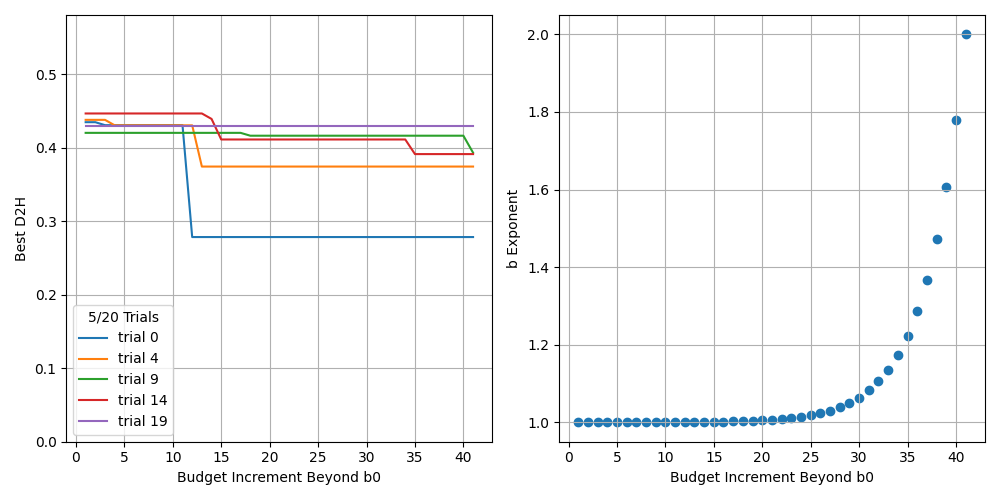 0.5
0.4
0.3
0.2
0.1
0.0
Best D2H
5/20 Trials
trial 0
trial 4
trial 9
trial 14
trial 19
0 5 10 15 20 25 30 35 40
Budget Increment Beyond b0
2.0
1.8
1.6
1.4
1.2
1.0
b Exponent
0 5 10 15 20 25 30 35 40
Budget Increment Beyond b0